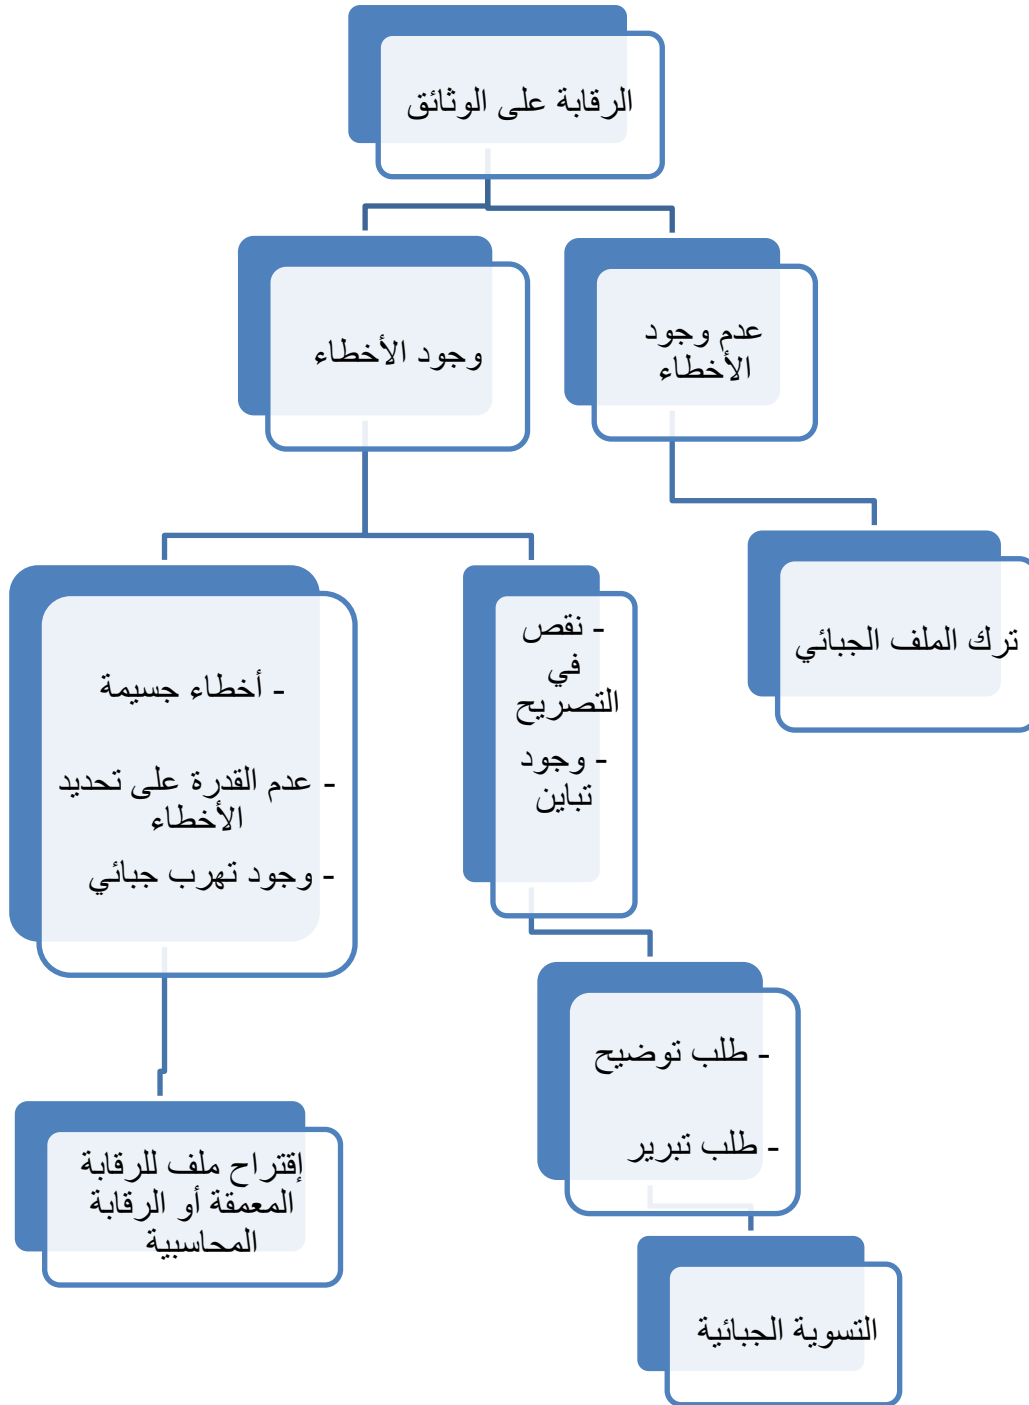 الرقابة على الوثائق
عدم وجود
الأخطاء
وجود الأخطاء
ترك الملف الجبائي
- نقص
في
التصريح
- وجود
تباين
- أخطاء جسيمة
- عدم القدرة على تحديد
الأخطاء
- وجود تهرب جبائي
- طلب توضيح
- طلب تبرير
إقتراح ملف للرقابة
المعمقة أو الرقابة
المحاسبية
التسوية الجبائية